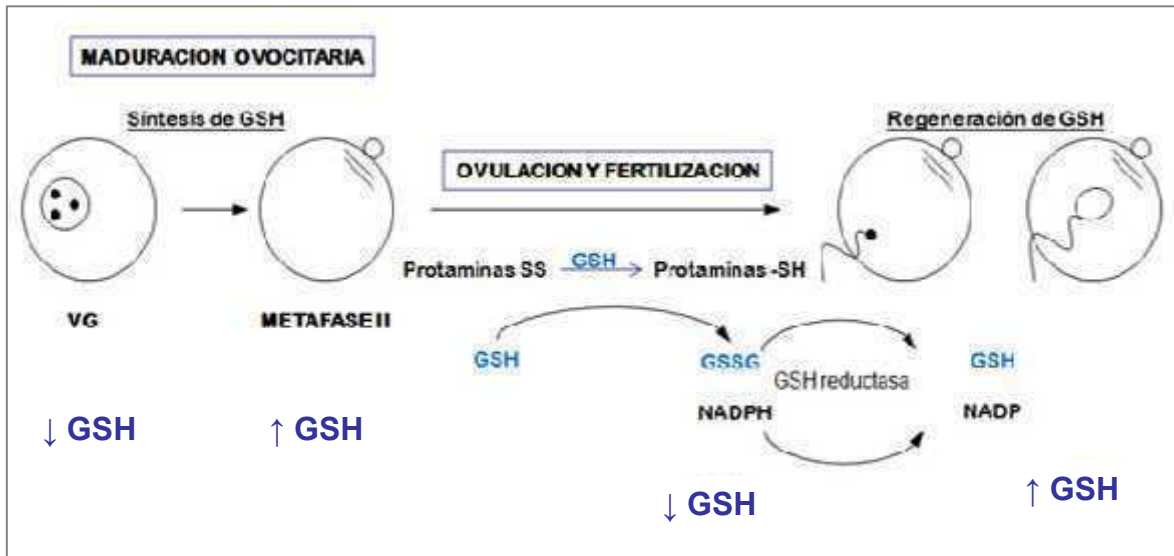 MADURACION OVOCITARIA
Síntesis de GSH
Regeneración de GSH
OVULACION Y FERTILIZACION
Protaminas SS GSH Protaminas -SH
VG METAFASE II
GSH GSSG GSH
GSH reductasa
NADPH NADP
↓ GSH ↑ GSH
↓ GSH ↑ GSH